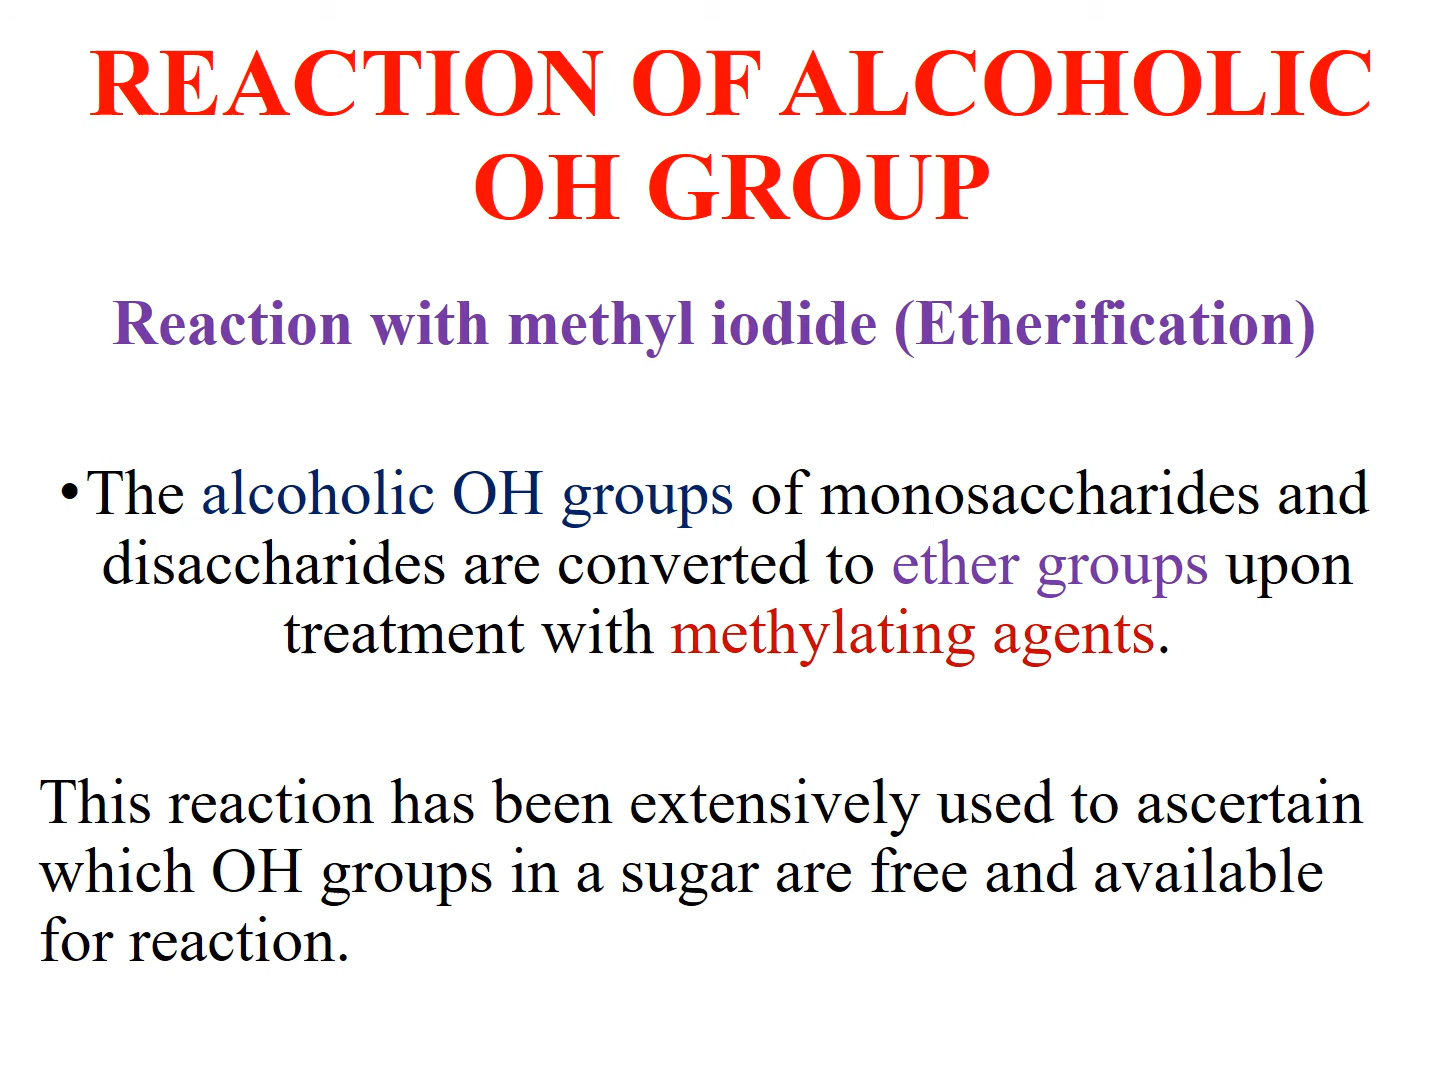 REACTION OF ALCOHOLIC
OH GROUP
Reaction with methyl iodide (Etherification)
•The alcoholic OH groups of monosaccharides and
disaccharides are converted to ether groups upon
treatment with methylating agents.
This reaction has been extensively used to ascertain
which OH groups in a sugar are free and available
for reaction.